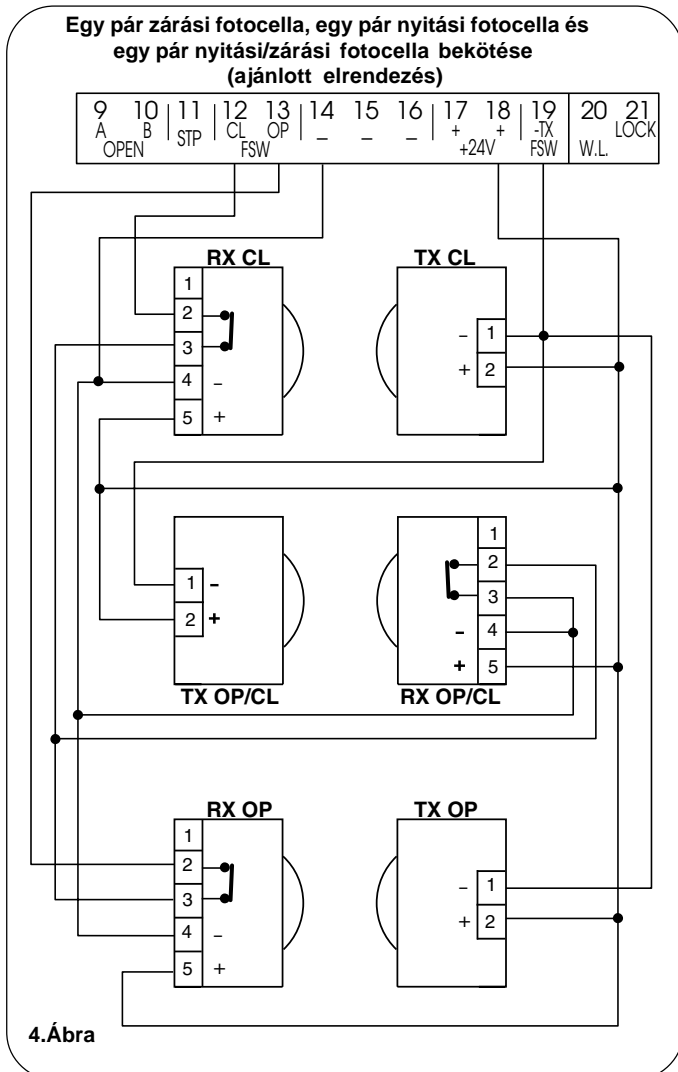 Egy pár zárási fotocella, egy pár nyitási fotocella és
egy pár nyitási/zárási fotocella bekötése
(ajánlott elrendezés)
9 10 11 12 13 14 15 16 17 18 19 20 21
A B STP CL OP _ _ _ + + -TX LOCK
OPEN FSW +24V FSW W.L.
RX CL TX CL
1
2
3
4 –
5 +
– 1
+ 2
1 -
2 +
1
2
3
- 4
+ 5
TX OP/CL RX OP/CL
RX OP TX OP
1
2
3
4 –
5 +
– 1
+ 2
4.Ábra